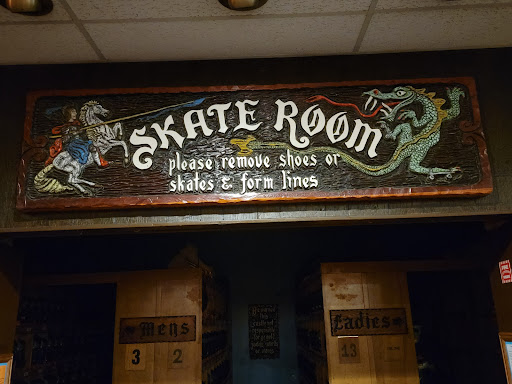 SKATE ROOM
please remove shoes or
skates & form lines
Mens
3 2
Ladies
13